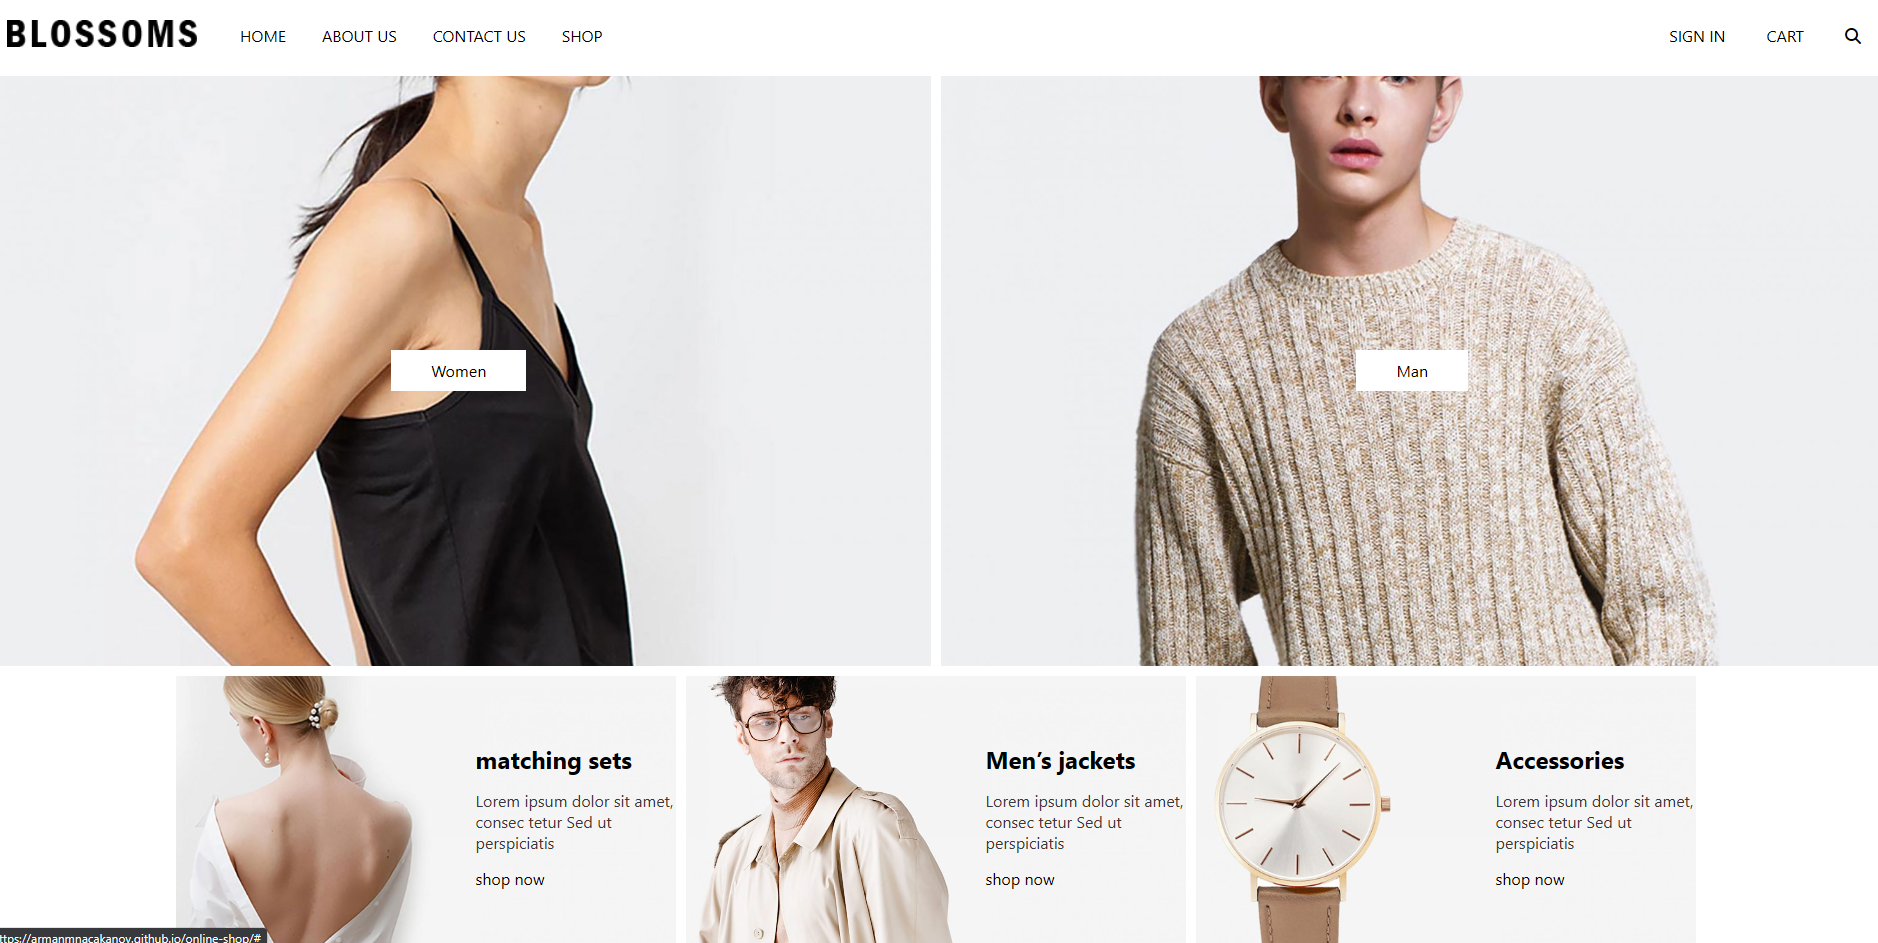 BLOSSOMS
HOME
ABOUT US
CONTACT US
SHOP
SIGN IN
CART
Women
Man
matching sets
Lorem ipsum dolor sit amet,
consec tetur Sed ut
perspiciatis
shop now
Men’s jackets
Lorem ipsum dolor sit amet,
consec tetur Sed ut
perspiciatis
shop now
Accessories
Lorem ipsum dolor sit amet,
consec tetur Sed ut
perspiciatis
shop now
ttps://armanmnacakanov.github.io/online-shop/#